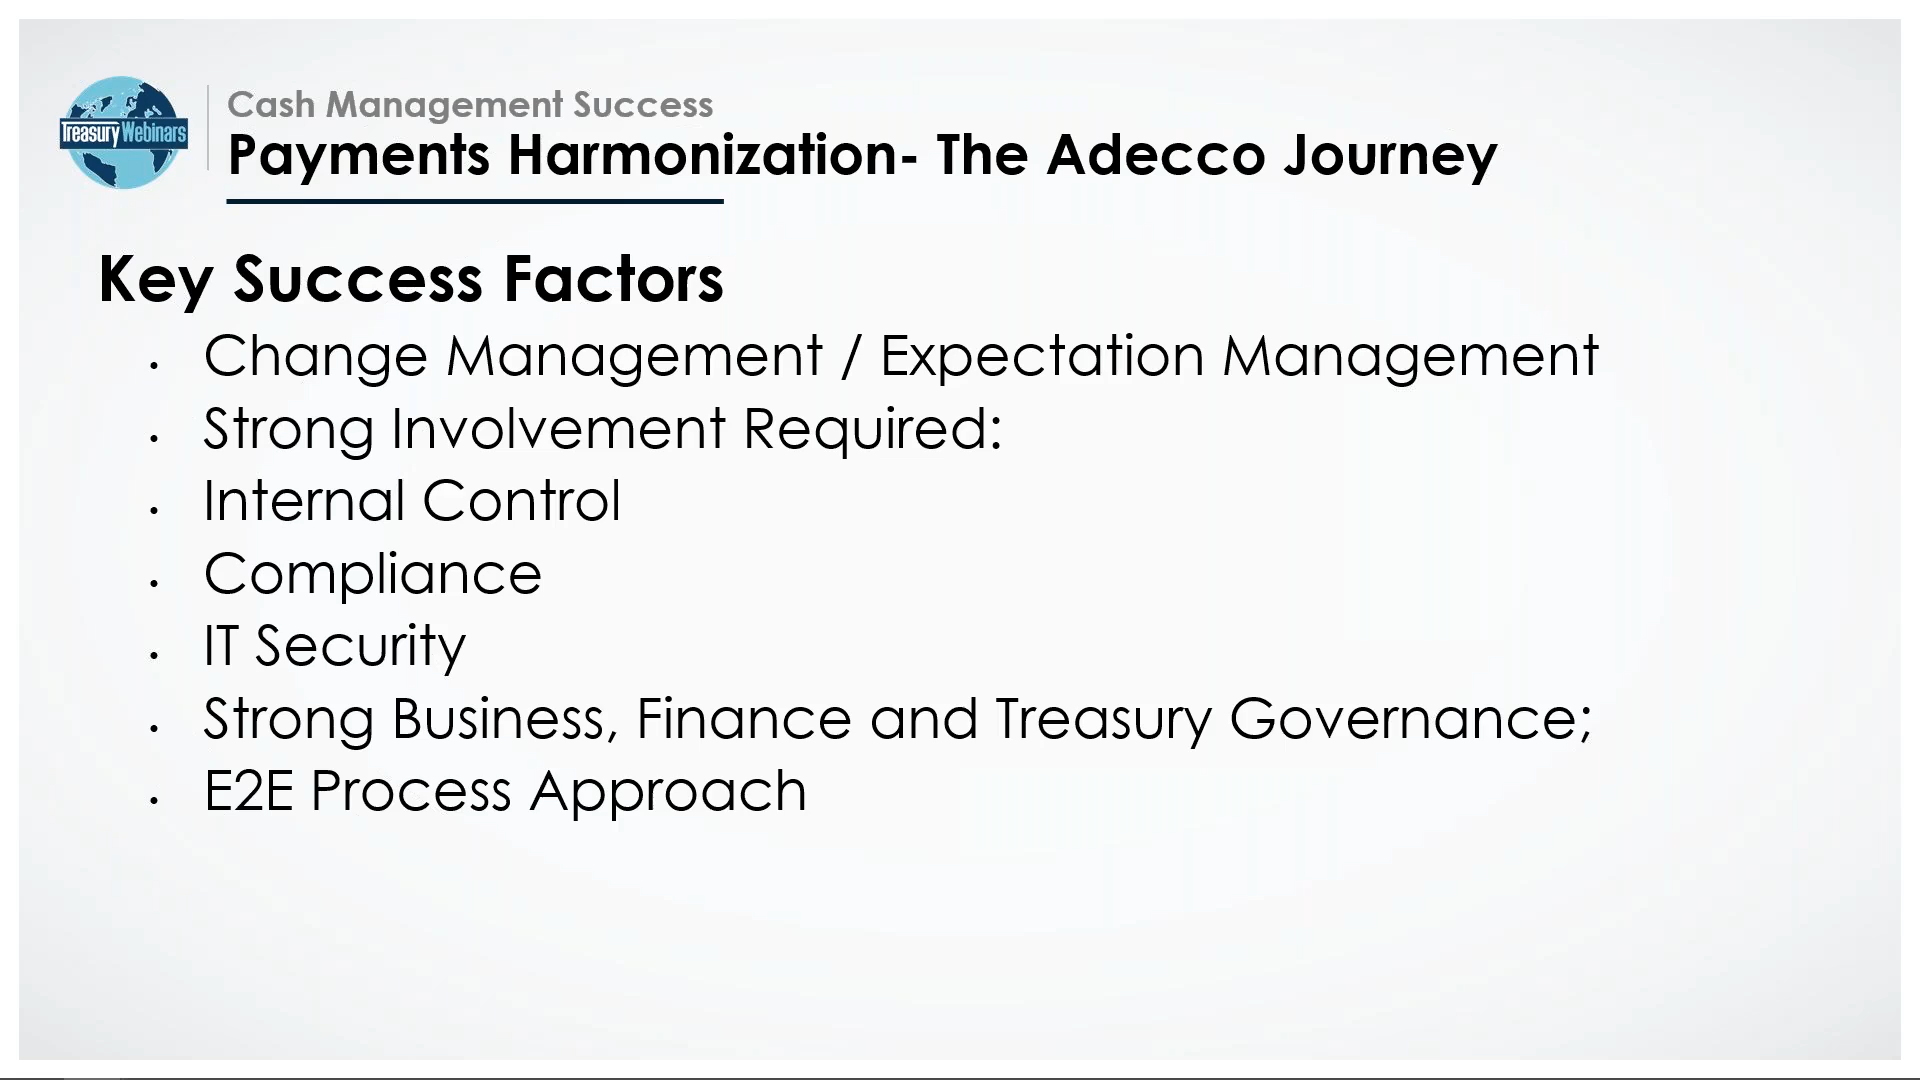 Treasury Webinars
Cash Management Success
Payments Harmonization- The Adecco Journey
Key Success Factors
• Change Management / Expectation Management
• Strong Involvement Required:
• Internal Control
• Compliance
• IT Security
• Strong Business, Finance and Treasury Governance;
• E2E Process Approach